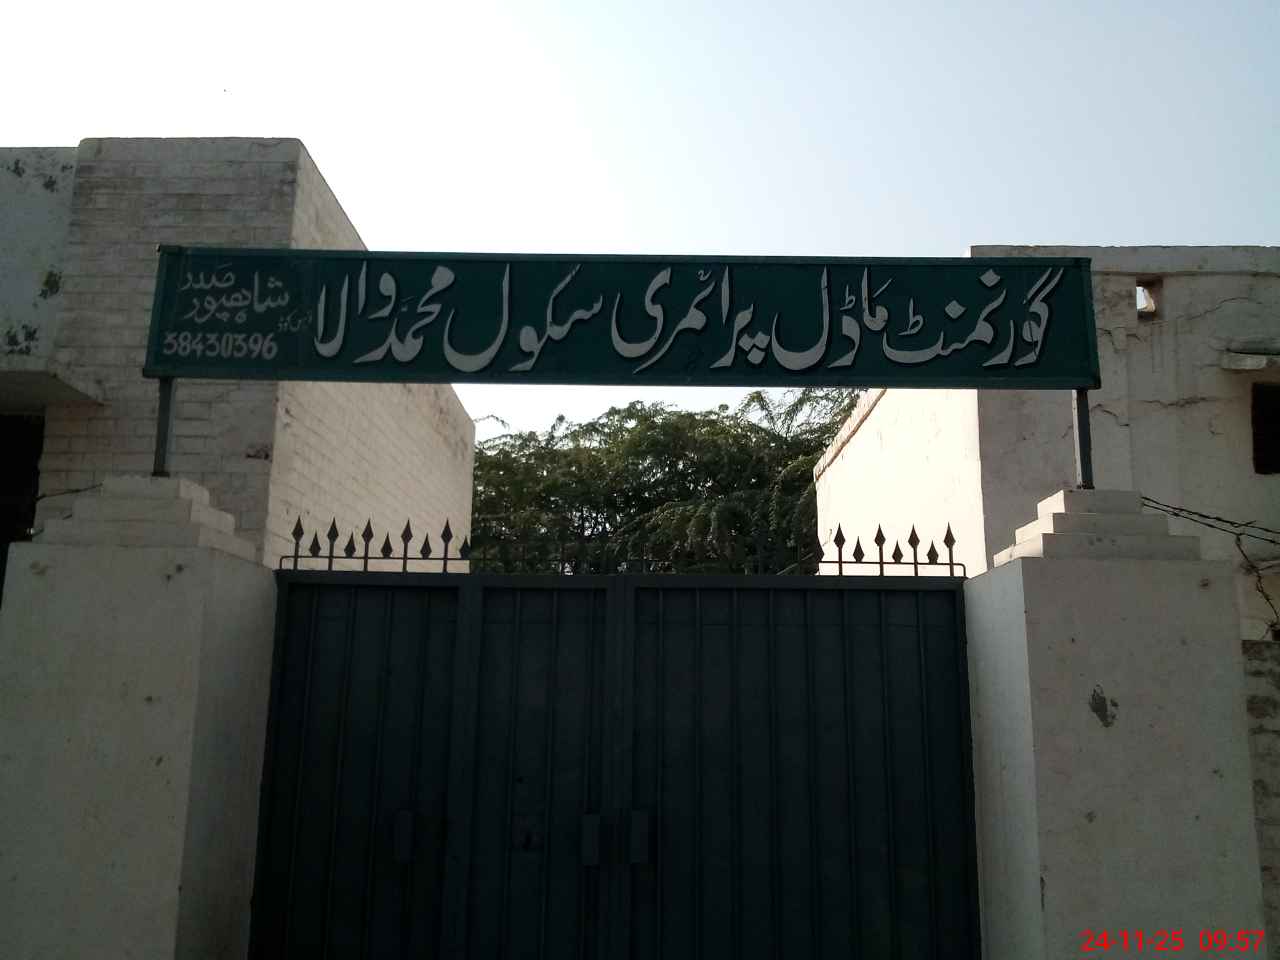 گورنمنٹ ماڈل پرائمری سکول محمد والا
شاہپور صدر
38430396
24-11-25 09:57